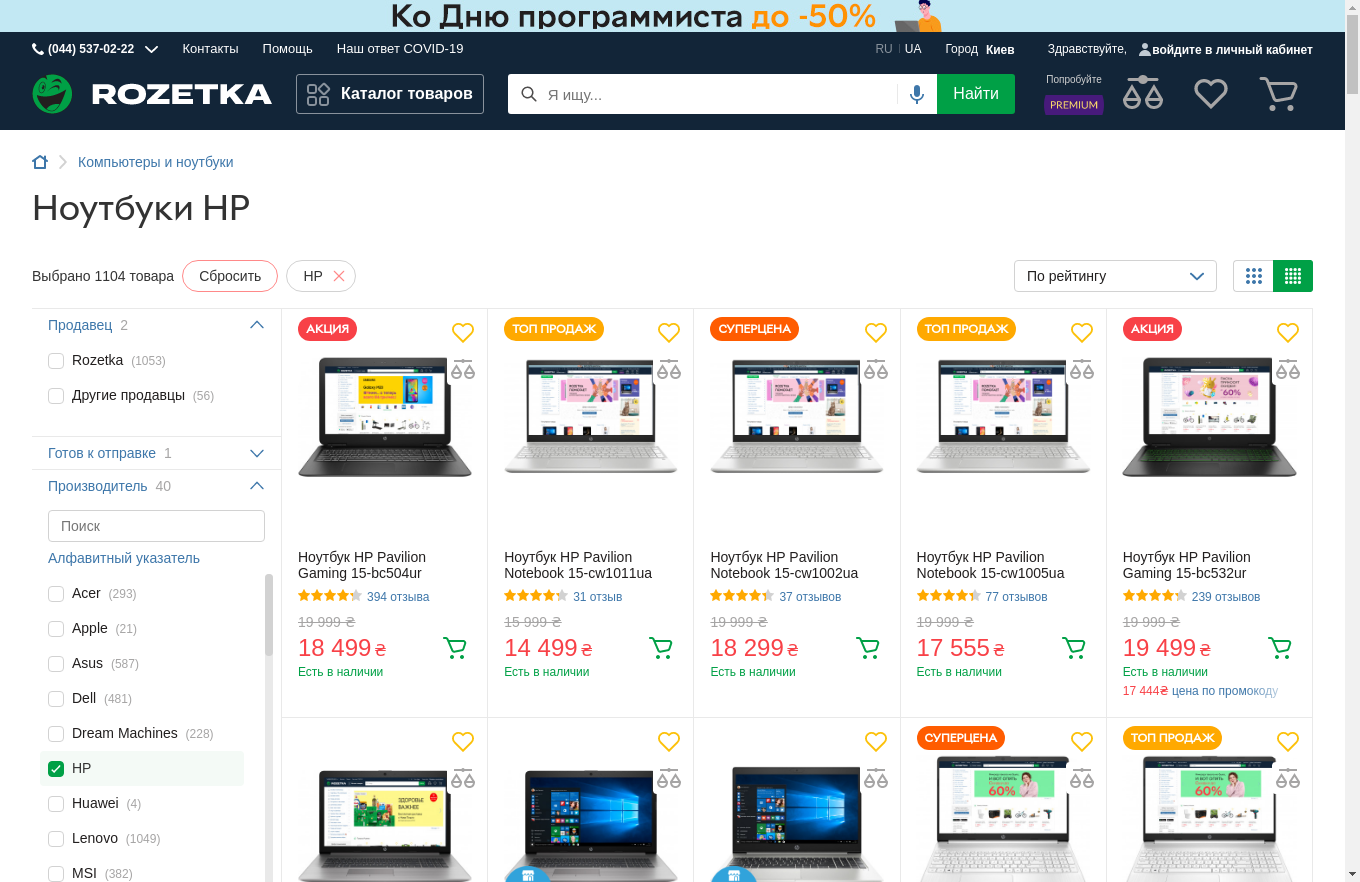 Ко Дню программиста до -50%
(044) 537-02-22 Контакты Помощь Наш ответ COVID-19 RU UA Город Киев Здравствуйте, войдите в личный кабинет
ROZETKA Каталог товаров Я ищу... Найти Попробуйте PREMIUM
Компьютеры и ноутбуки
Ноутбуки HP
Выбрано 1104 товара Сбросить HP По рейтингу
Продавец 2
Rozetka (1053)
Другие продавцы (56)
Готов к отправке 1
Производитель 40
Поиск
Алфавитный указатель
Acer (293)
Apple (21)
Asus (587)
Dell (481)
Dream Machines (228)
HP
Huawei (4)
Lenovo (1049)
MSI (382)
АКЦИЯ
Ноутбук HP Pavilion
Gaming 15-bc504ur
394 отзыва
19 999 ₴
18 499 ₴
Есть в наличии
ТОП ПРОДАЖ
Ноутбук HP Pavilion
Notebook 15-cw1011ua
31 отзыв
15 999 ₴
14 499 ₴
Есть в наличии
СУПЕРЦЕНА
Ноутбук HP Pavilion
Notebook 15-cw1002ua
37 отзывов
19 999 ₴
18 299 ₴
Есть в наличии
ТОП ПРОДАЖ
Ноутбук HP Pavilion
Notebook 15-cw1005ua
77 отзывов
19 999 ₴
17 555 ₴
Есть в наличии
АКЦИЯ
60%
Ноутбук HP Pavilion
Gaming 15-bc532ur
239 отзывов
19 999 ₴
19 499 ₴
Есть в наличии
17 444₴ цена по промокоду
ЗДОРОВЬЕ
ВАЖНЕЕ
СУПЕРЦЕНА
60%
ТОП ПРОДАЖ
60%